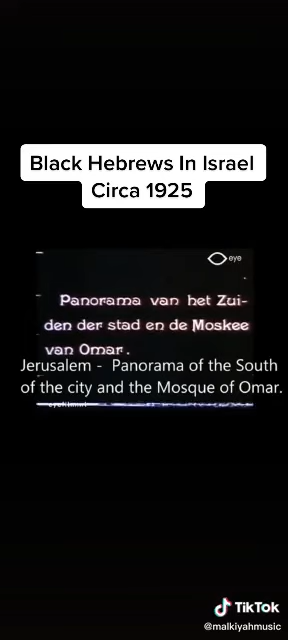 Black Hebrews In Israel
Circa 1925
eye
Panorama van het Zui-
den der stad en de Moskee
van Omar.
Jerusalem - Panorama of the South
of the city and the Mosque of Omar.
TikTok
@malkiyahmusic